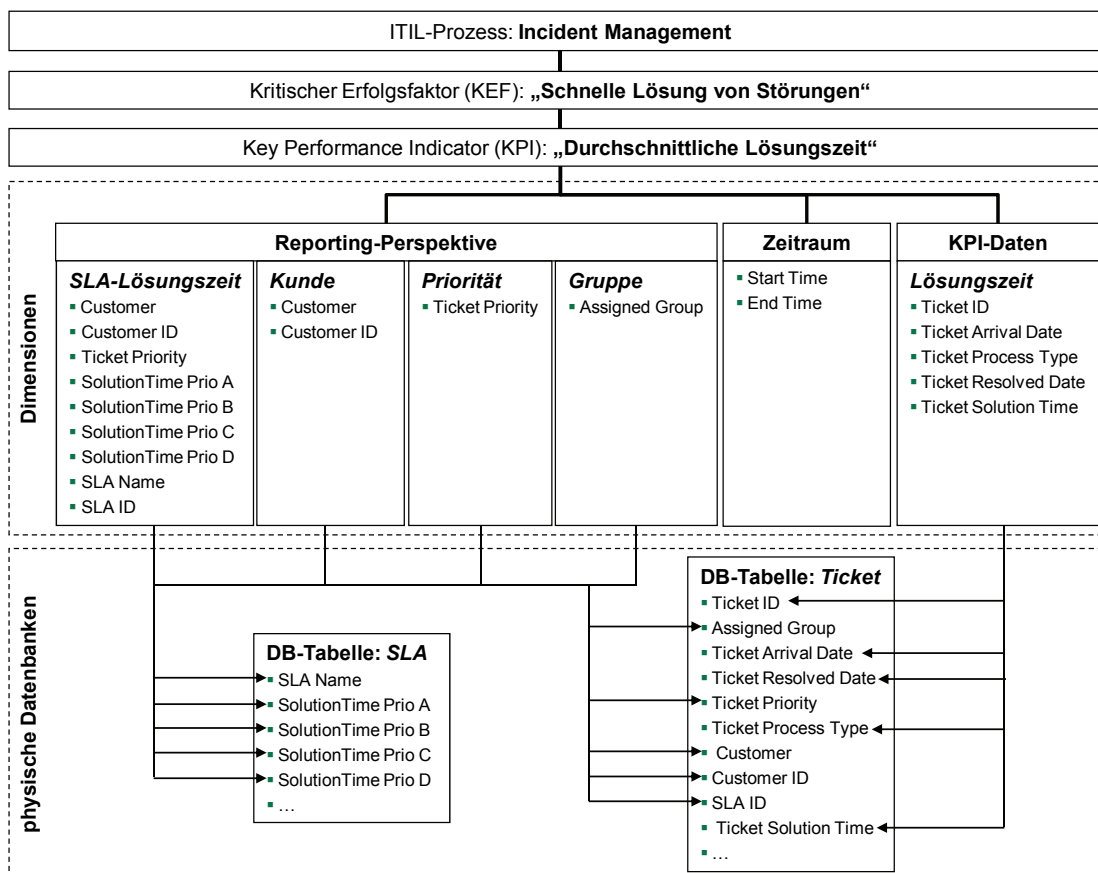 ITIL-Prozess: Incident Management
Kritischer Erfolgsfaktor (KEF): „Schnelle Lösung von Störungen“
Key Performance Indicator (KPI): „Durchschnittliche Lösungszeit“
Dimensionen
Reporting-Perspektive
SLA-Lösungszeit
Customer
Customer ID
Ticket Priority
SolutionTime Prio A
SolutionTime Prio B
SolutionTime Prio C
SolutionTime Prio D
SLA Name
SLA ID
Kunde
Customer
Customer ID
Priorität
Ticket Priority
Gruppe
Assigned Group
Zeitraum
Start Time
End Time
KPI-Daten
Lösungszeit
Ticket ID
Ticket Arrival Date
Ticket Process Type
Ticket Resolved Date
Ticket Solution Time
physische Datenbanken
DB-Tabelle: SLA
SLA Name
SolutionTime Prio A
SolutionTime Prio B
SolutionTime Prio C
SolutionTime Prio D
…
DB-Tabelle: Ticket
Ticket ID
Assigned Group
Ticket Arrival Date
Ticket Resolved Date
Ticket Priority
Ticket Process Type
Customer
Customer ID
SLA ID
Ticket Solution Time
…